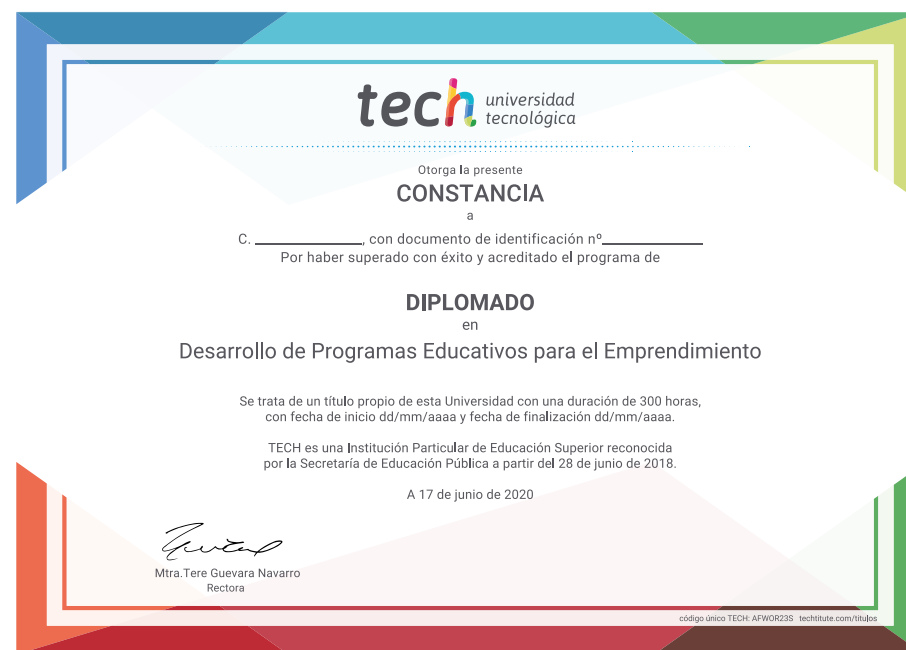 tech universidad
tecnológica
Otorga la presente
CONSTANCIA
a
C. ____________, con documento de identificación nº____________
Por haber superado con éxito y acreditado el programa de
DIPLOMADO
en
Desarrollo de Programas Educativos para el Emprendimiento
Se trata de un título propio de esta Universidad con una duración de 300 horas,
con fecha de inicio dd/mm/aaaa y fecha de finalización dd/mm/aaaa.
TECH es una Institución Particular de Educación Superior reconocida
por la Secretaría de Educación Pública a partir del 28 de junio de 2018.
A 17 de junio de 2020
Mtra.Tere Guevara Navarro
Rectora
código único TECH: AFWOR23S techtitute.com/titulos